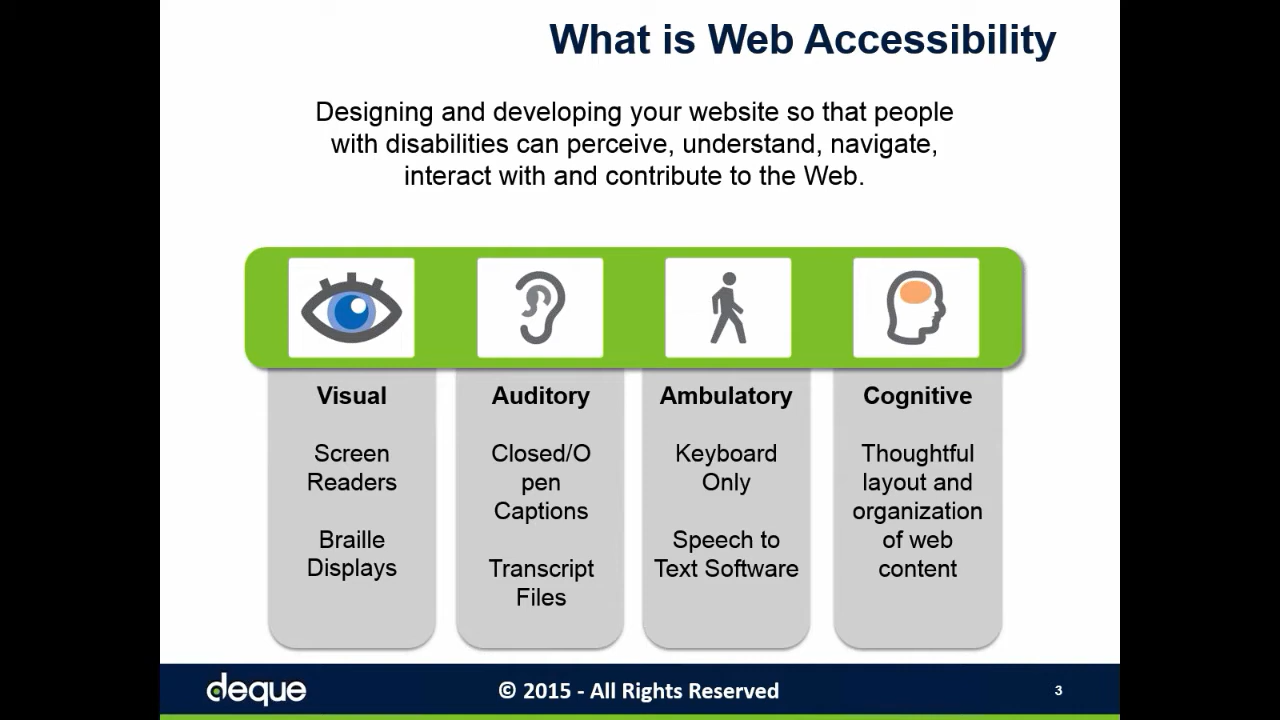 What is Web Accessibility
Designing and developing your website so that people
with disabilities can perceive, understand, navigate,
interact with and contribute to the Web.
Visual
Screen
Readers
Braille
Displays
Auditory
Closed/O
pen
Captions
Transcript
Files
Ambulatory
Keyboard
Only
Speech to
Text Software
Cognitive
Thoughtful
layout and
organization
of web
content
deque
© 2015 - All Rights Reserved
3